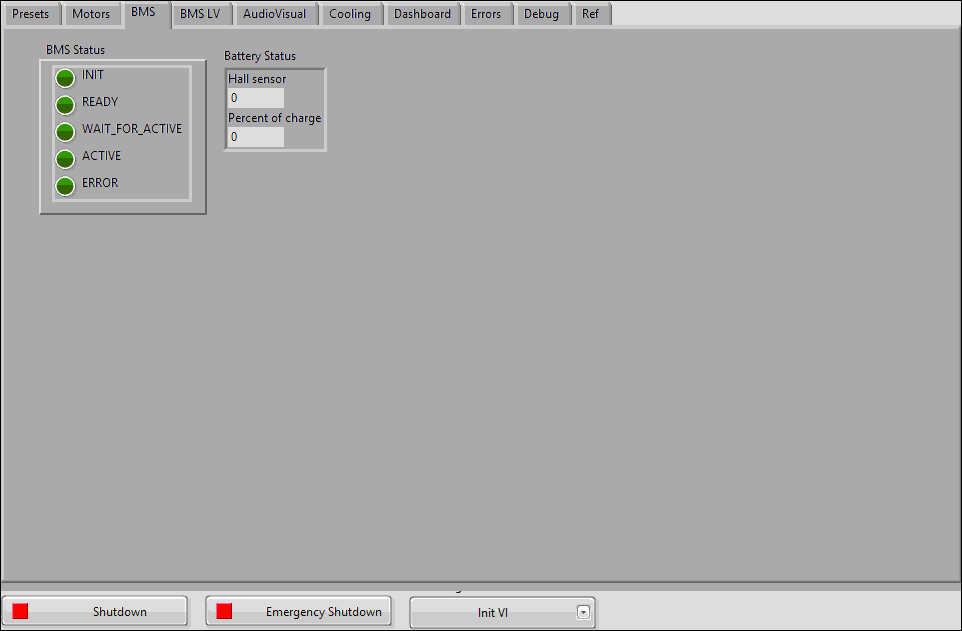 Presets Motors BMS BMS LV AudioVisual Cooling Dashboard Errors Debug Ref
BMS Status
INIT
READY
WAIT_FOR_ACTIVE
ACTIVE
ERROR
Battery Status
Hall sensor
0
Percent of charge
0
Shutdown Emergency Shutdown Init VI